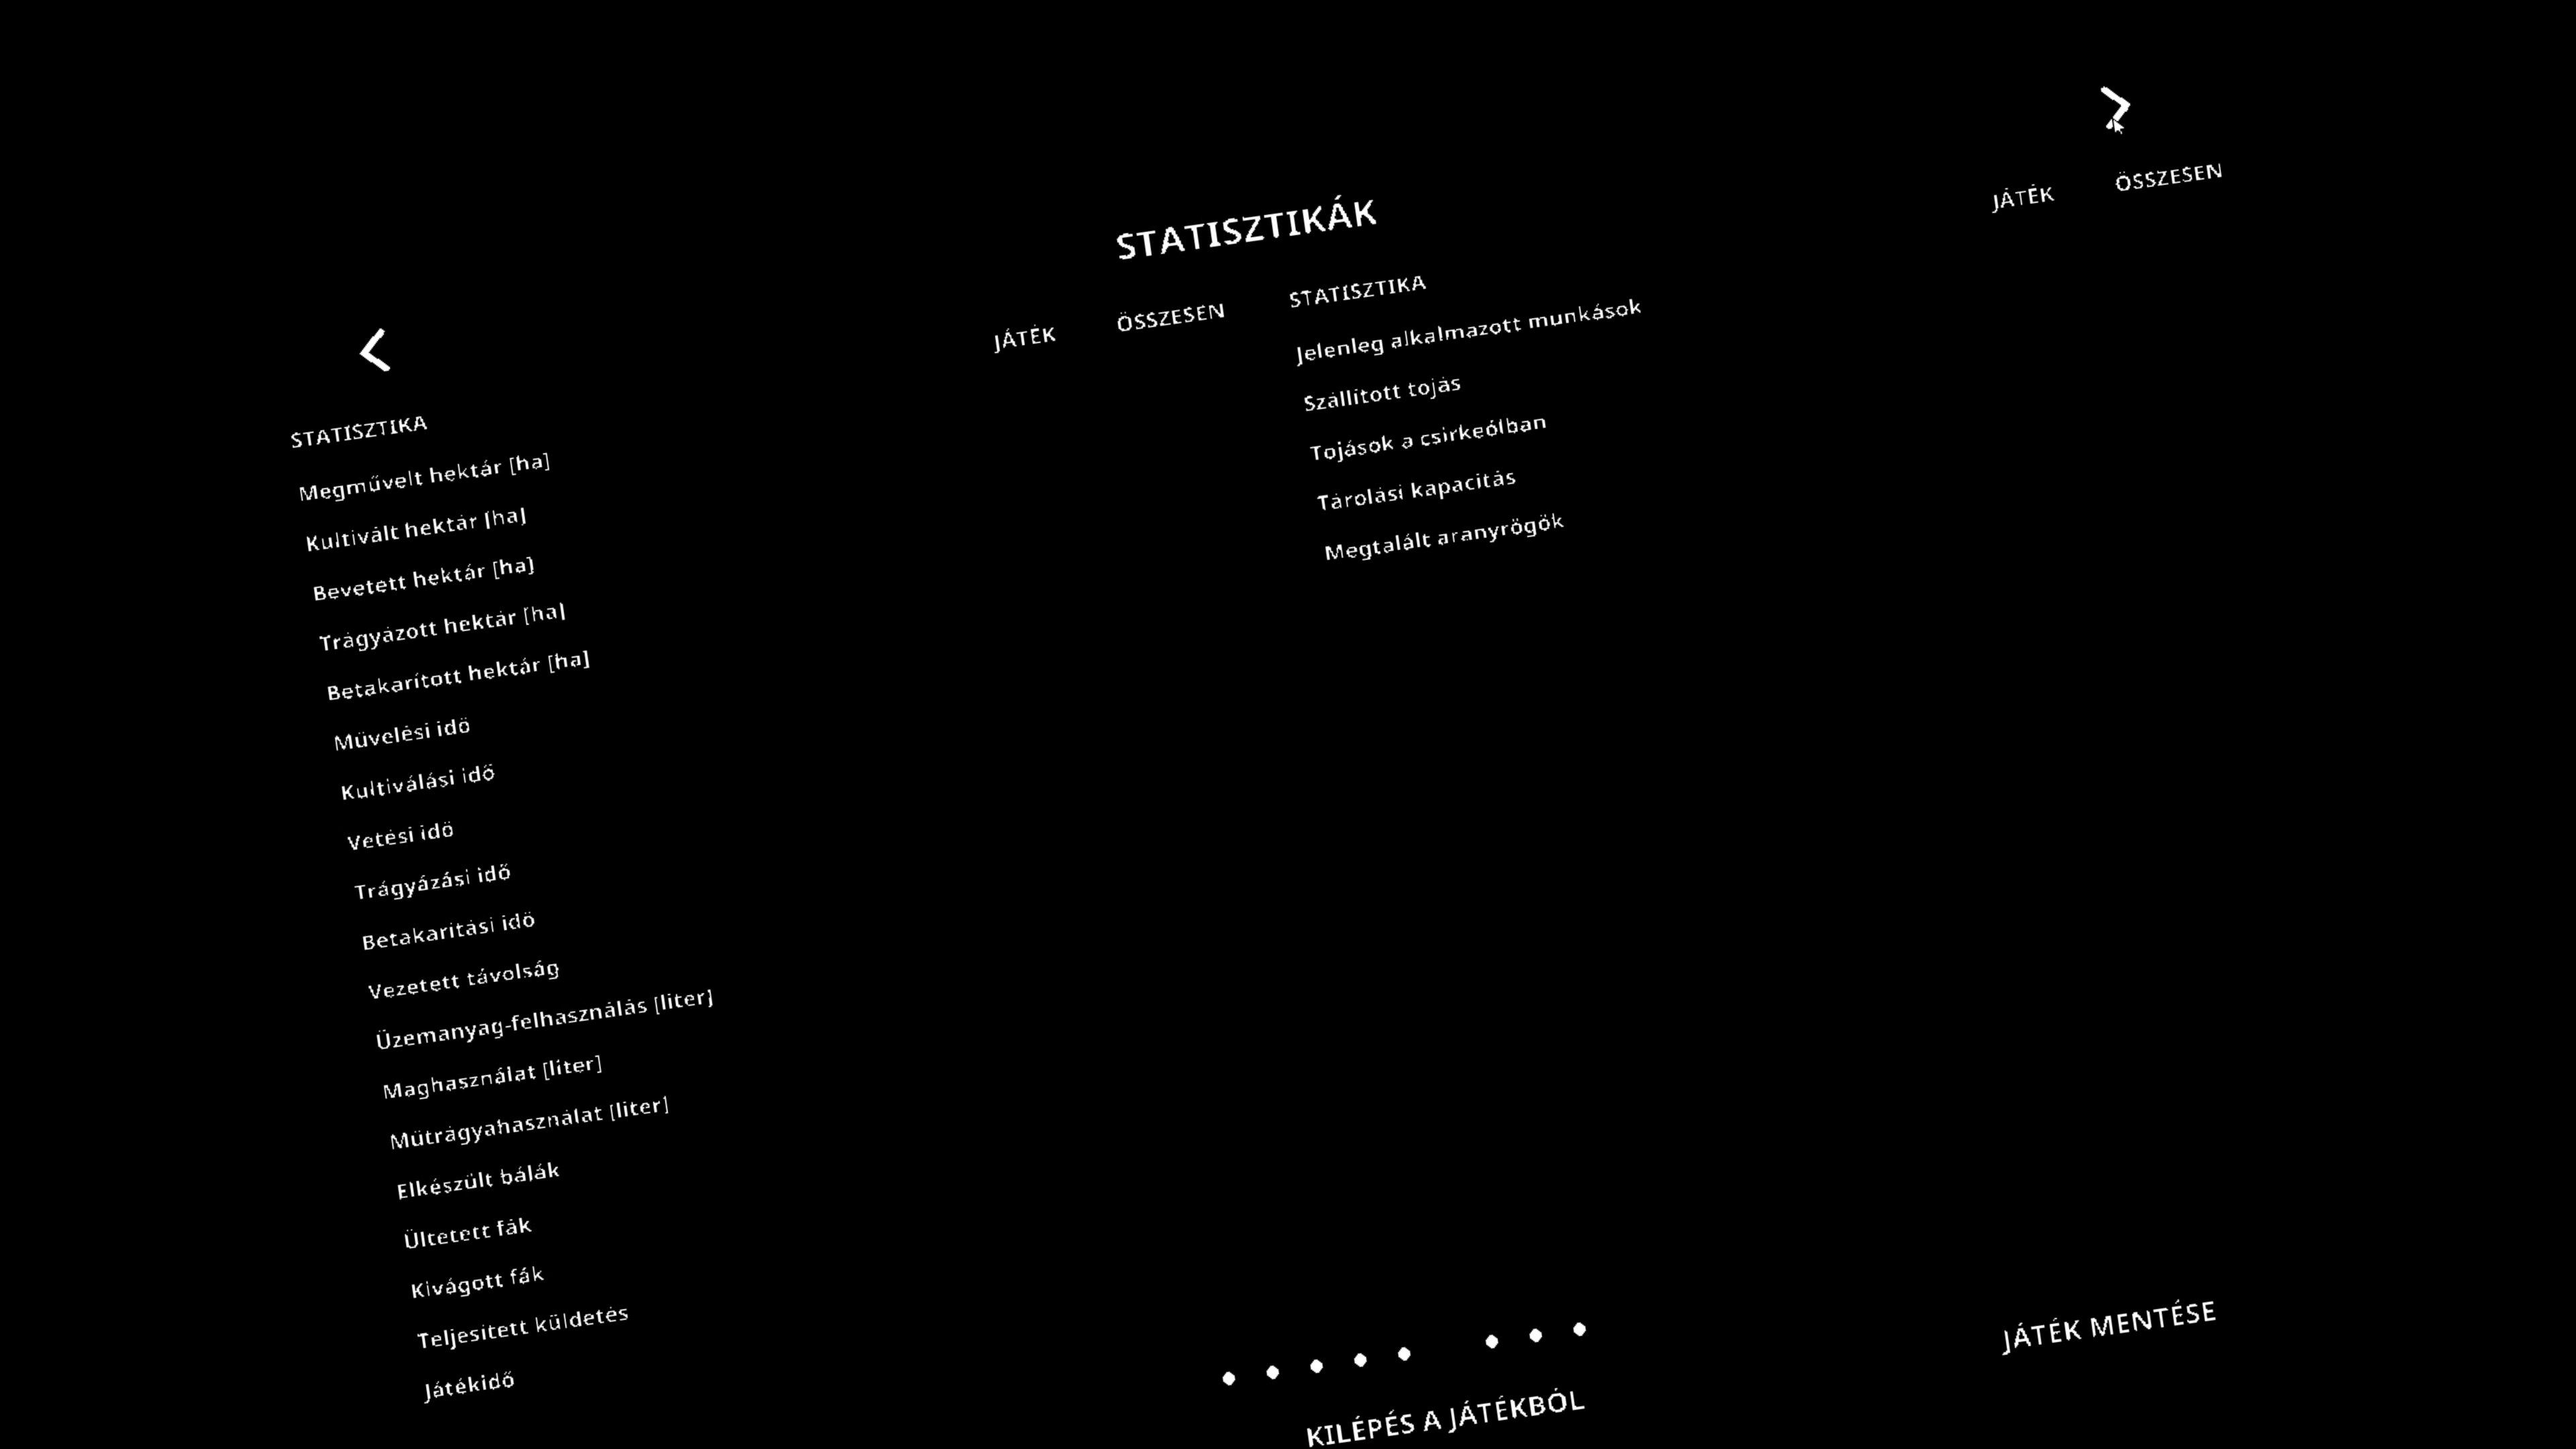 STATISZTIKÁK
STATISZTIKA JÁTÉK ÖSSZESEN
Megművelt hektár [ha]
Kultivált hektár [ha]
Bevetett hektár [ha]
Trágyázott hektár [ha]
Betakarított hektár [ha]
Művelési idő
Kultiválási idő
Vetési idő
Trágyázási idő
Betakarítási idő
Vezetett távolság
Üzemanyag-felhasználás [liter]
Maghasználat [liter]
Műtrágyahasználat [liter]
Elkészült bálák
Ültetett fák
Kivágott fák
Teljesített küldetés
Játékidő
STATISZTIKA JÁTÉK ÖSSZESEN
Jelenleg alkalmazott munkások
Szállított tojás
Tojások a csirkeólban
Tárolási kapacitás
Megtalált aranyrögök
KILÉPÉS A JÁTÉKBÓL
JÁTÉK MENTÉSE